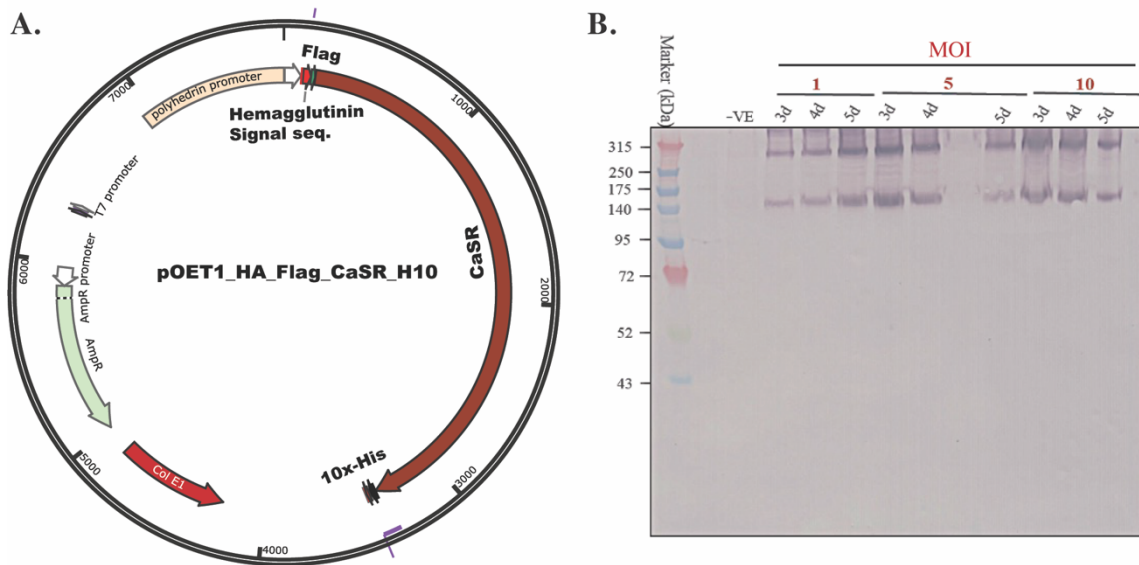 A.
Flag
polyhedrin promoter
Hemagglutinin
Signal seq.
1000
7000
T7 promoter
CaSR
pOET1_HA_Flag_CaSR_H10
6000
AmpR promoter
2000
AmpR
10x-His
5000
Col E1
3000
4000
B.
Marker (kDa)
MOI
1 5 10
-VE 3d 4d 5d 3d 4d 5d 3d 4d 5d
315
250
175
140
95
72
52
43